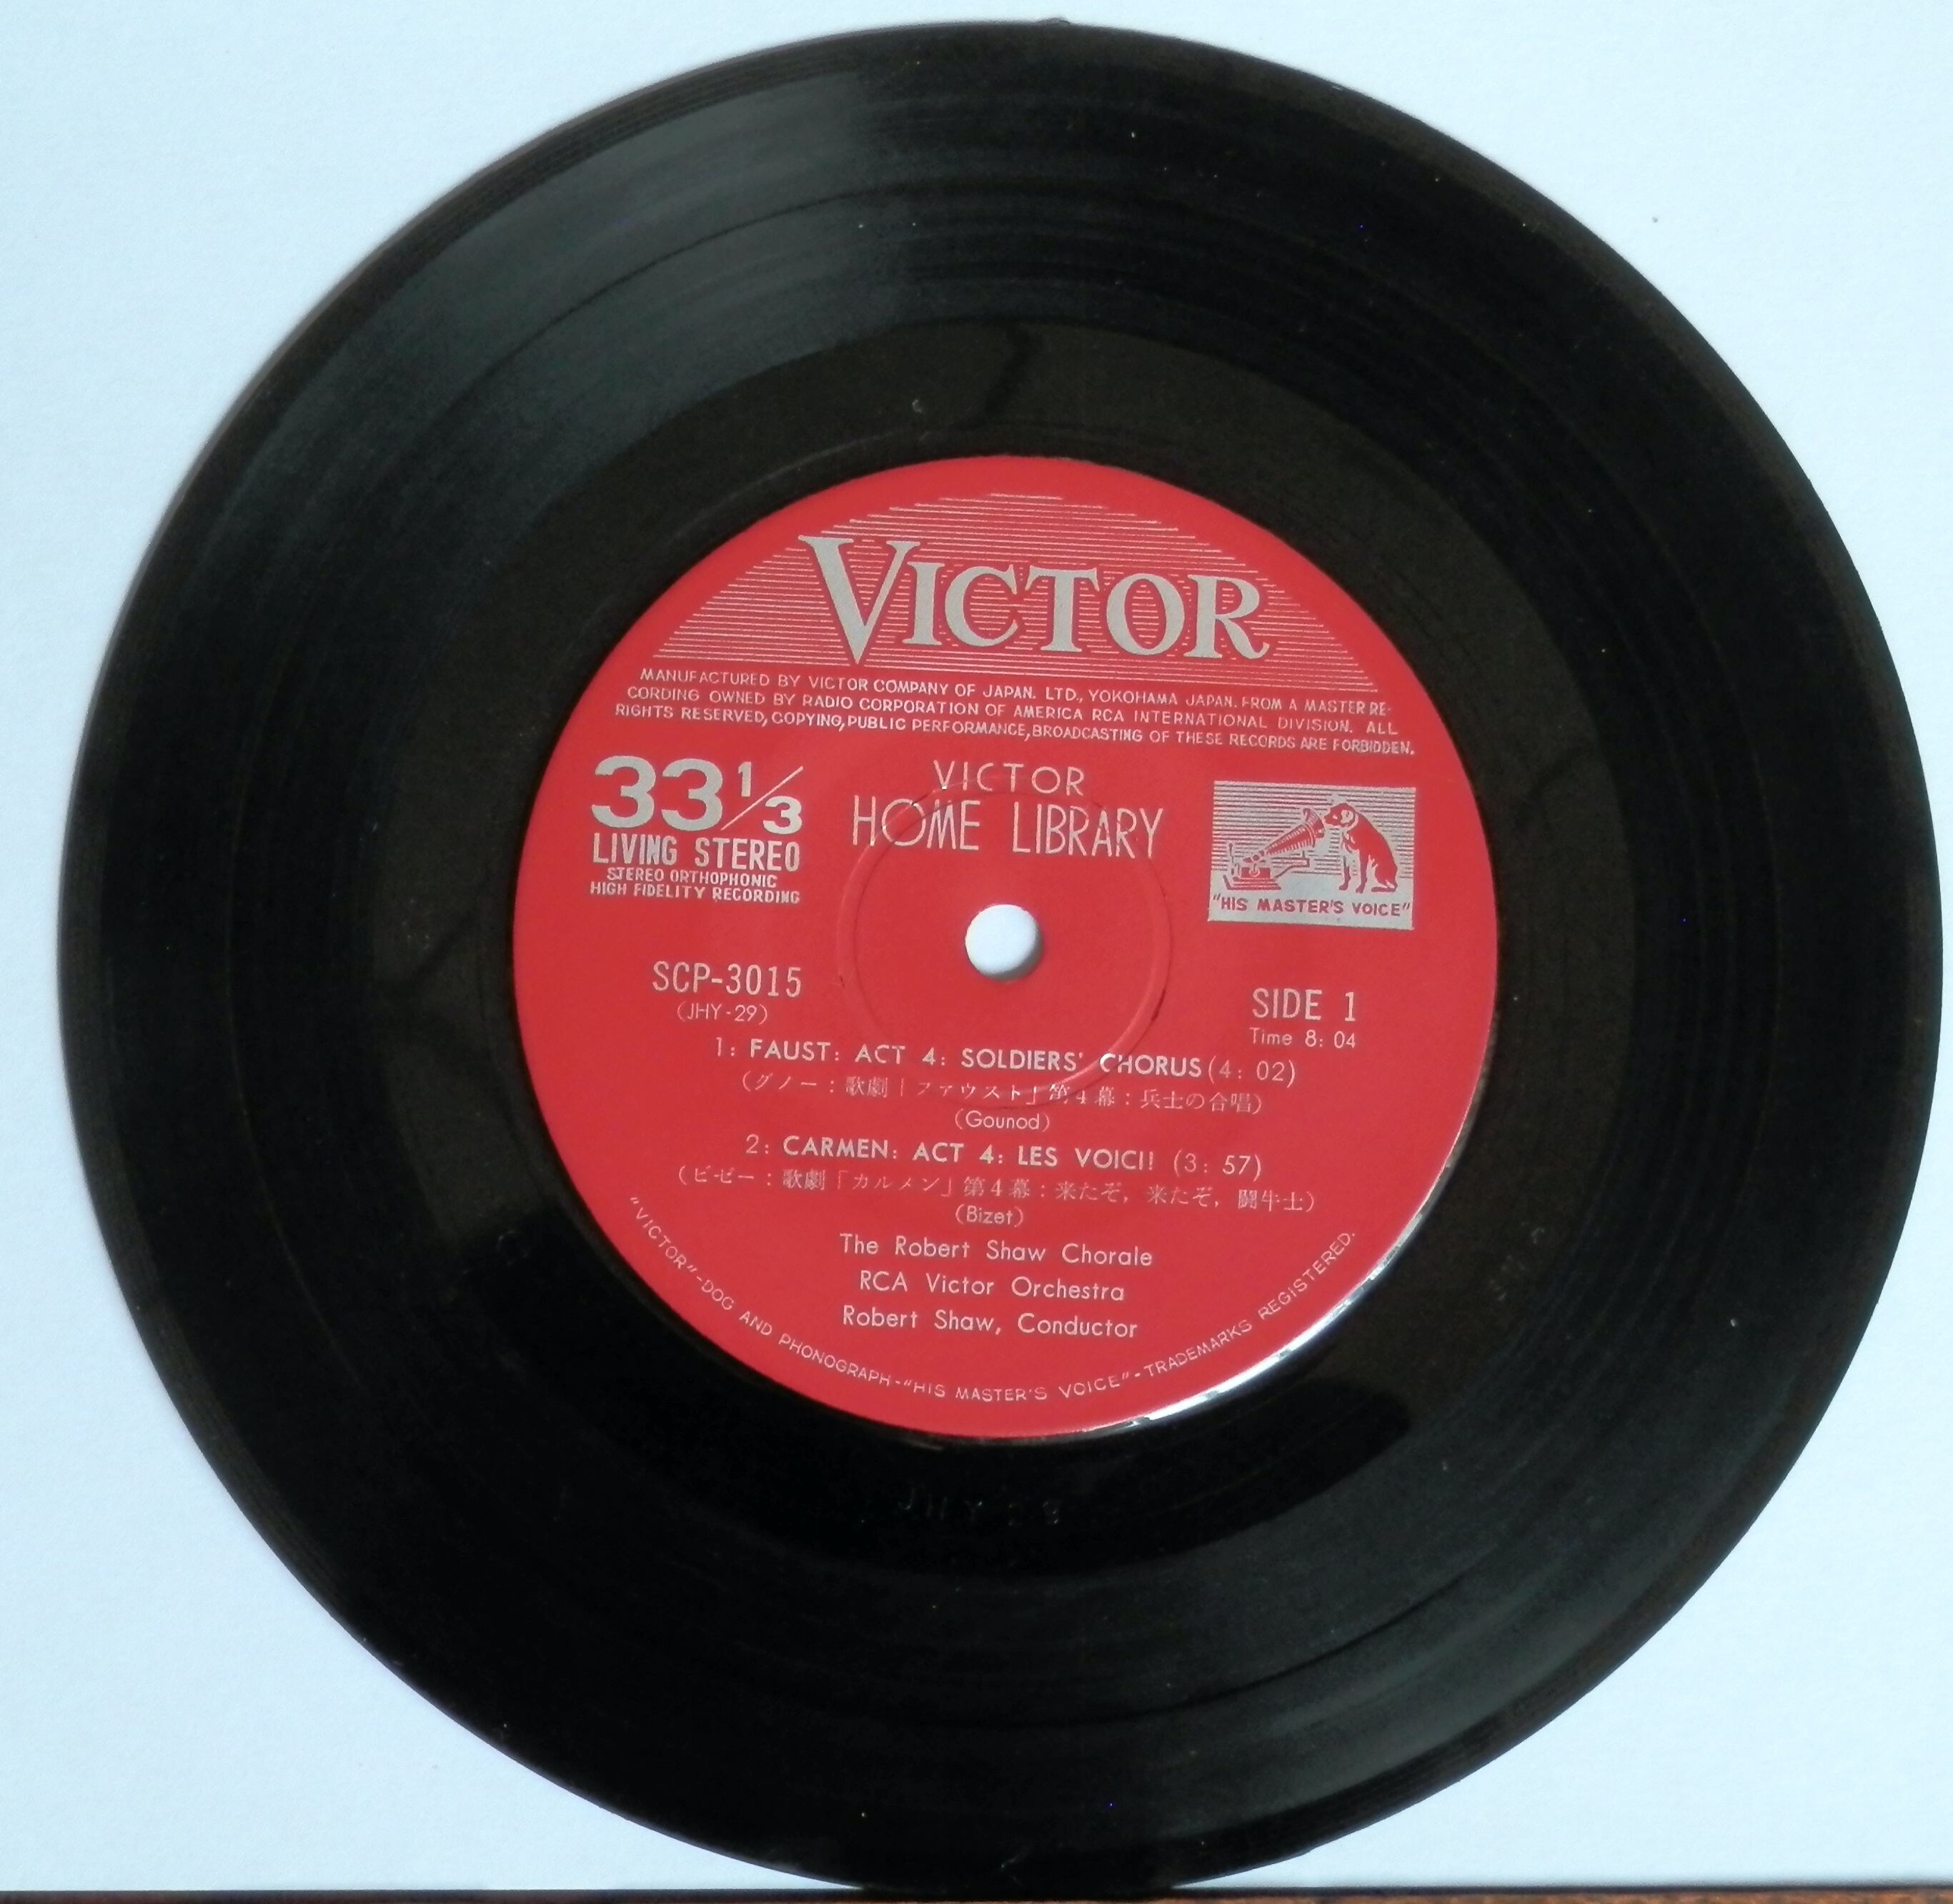 VICTOR
MANUFACTURED BY VICTOR COMPANY OF JAPAN. LTD., YOKOHAMA JAPAN. FROM A MASTER RE-
CORDING OWNED BY RADIO CORPORATION OF AMERICA RCA INTERNATIONAL DIVISION. ALL
RIGHTS RESERVED, COPYING, PUBLIC PERFORMANCE, BROADCASTING OF THESE RECORDS ARE FORBIDDEN.
33 1/3
LIVING STEREO
STEREO ORTHOPHONIC
HIGH FIDELITY RECORDING
VICTOR
HOME LIBRARY
"HIS MASTER'S VOICE"
SCP-3015
(JHY-29)
SIDE 1
Time 8: 04
1: FAUST: ACT 4: SOLDIERS' CHORUS (4: 02)
(グノー:歌劇「ファウスト」第4幕:兵士の合唱)
(Gounod)
2: CARMEN: ACT 4: LES VOICI! (3: 57)
(ビゼー:歌劇「カルメン」第4幕:来たぞ, 来たぞ, 闘牛士)
(Bizet)
The Robert Shaw Chorale
RCA Victor Orchestra
Robert Shaw, Conductor
"VICTOR"-DOG AND PHONOGRAPH-"HIS MASTER'S VOICE"-TRADEMARKS REGISTERED.